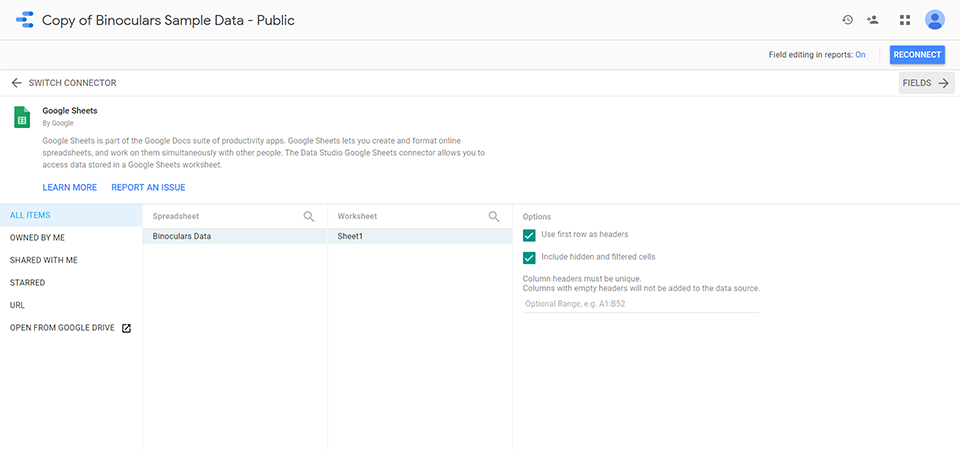 Copy of Binoculars Sample Data - Public
Field editing in reports: On
RECONNECT
SWITCH CONNECTOR
FIELDS
Google Sheets
By Google
Google Sheets is part of the Google Docs suite of productivity apps. Google Sheets lets you create and format online
spreadsheets, and work on them simultaneously with other people. The Data Studio Google Sheets connector allows you to
access data stored in a Google Sheets worksheet.
LEARN MORE REPORT AN ISSUE
ALL ITEMS
OWNED BY ME
SHARED WITH ME
STARRED
URL
OPEN FROM GOOGLE DRIVE
Spreadsheet
Binoculars Data
Worksheet
Sheet1
Options
Use first row as headers
Include hidden and filtered cells
Column headers must be unique.
Columns with empty headers will not be added to the data source.
Optional Range, e.g. A1:B52